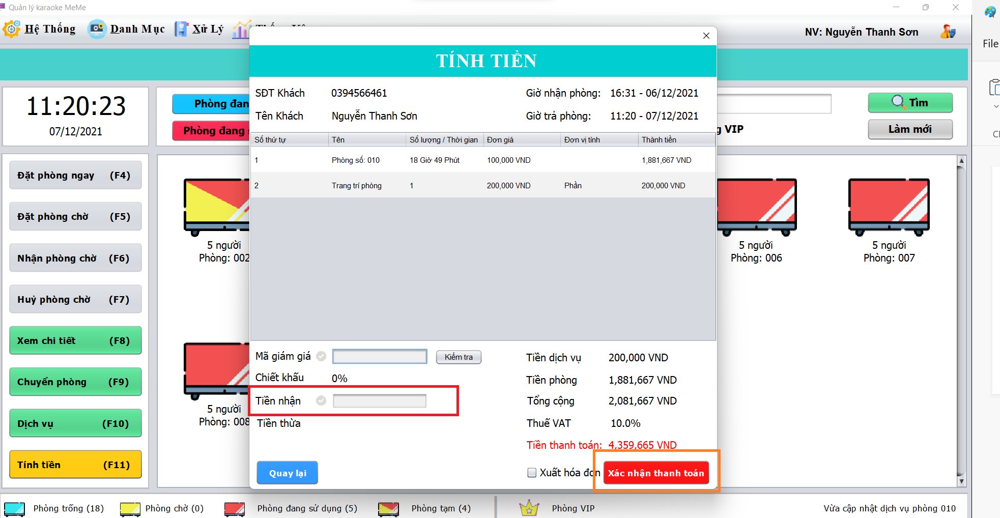 Quản lý karaoke MeMe
Hệ Thống
Danh Mục
Xử Lý
NV: Nguyễn Thanh Sơn
File
TÍNH TIỀN
11:20:23
07/12/2021
Phòng đan
Phòng đang
g VIP
Tìm
Làm mới
SĐT Khách 0394566461
Giờ nhận phòng: 16:31 - 06/12/2021
Tên Khách Nguyễn Thanh Sơn
Giờ trả phòng: 11:20 - 07/12/2021
Số thứ tự Tên Số lượng / Thời gian Đơn giá Đơn vị tính Thành tiền
1 Phòng số: 010 18 Giờ 49 Phút 100,000 VND 1,881,667 VND
2 Trang trí phòng 1 200,000 VND Phần 200,000 VND
Đặt phòng ngay (F4)
Đặt phòng chờ (F5)
Nhận phòng chờ (F6)
Huỷ phòng chờ (F7)
Xem chi tiết (F8)
Chuyển phòng (F9)
Dịch vụ (F10)
Tính tiền (F11)
5 người
Phòng: 002
5 người
Phòng: 006
5 người
Phòng: 007
5 người
Phòng: 008
Mã giám giá
Kiểm tra
Chiết khấu 0%
Tiền nhận
Tiền thừa
Tiền dịch vụ 200,000 VND
Tiền phòng 1,881,667 VND
Tổng cộng 2,081,667 VND
Thuế VAT 10.0%
Tiền thanh toán: 4,359,665 VND
Quay lại
Xuất hóa đơn
Xác nhận thanh toán
Phòng trống (18)
Phòng chờ (0)
Phòng đang sử dụng (5)
Phòng tạm (4)
Phòng VIP
Vừa cập nhật dịch vụ phòng 010